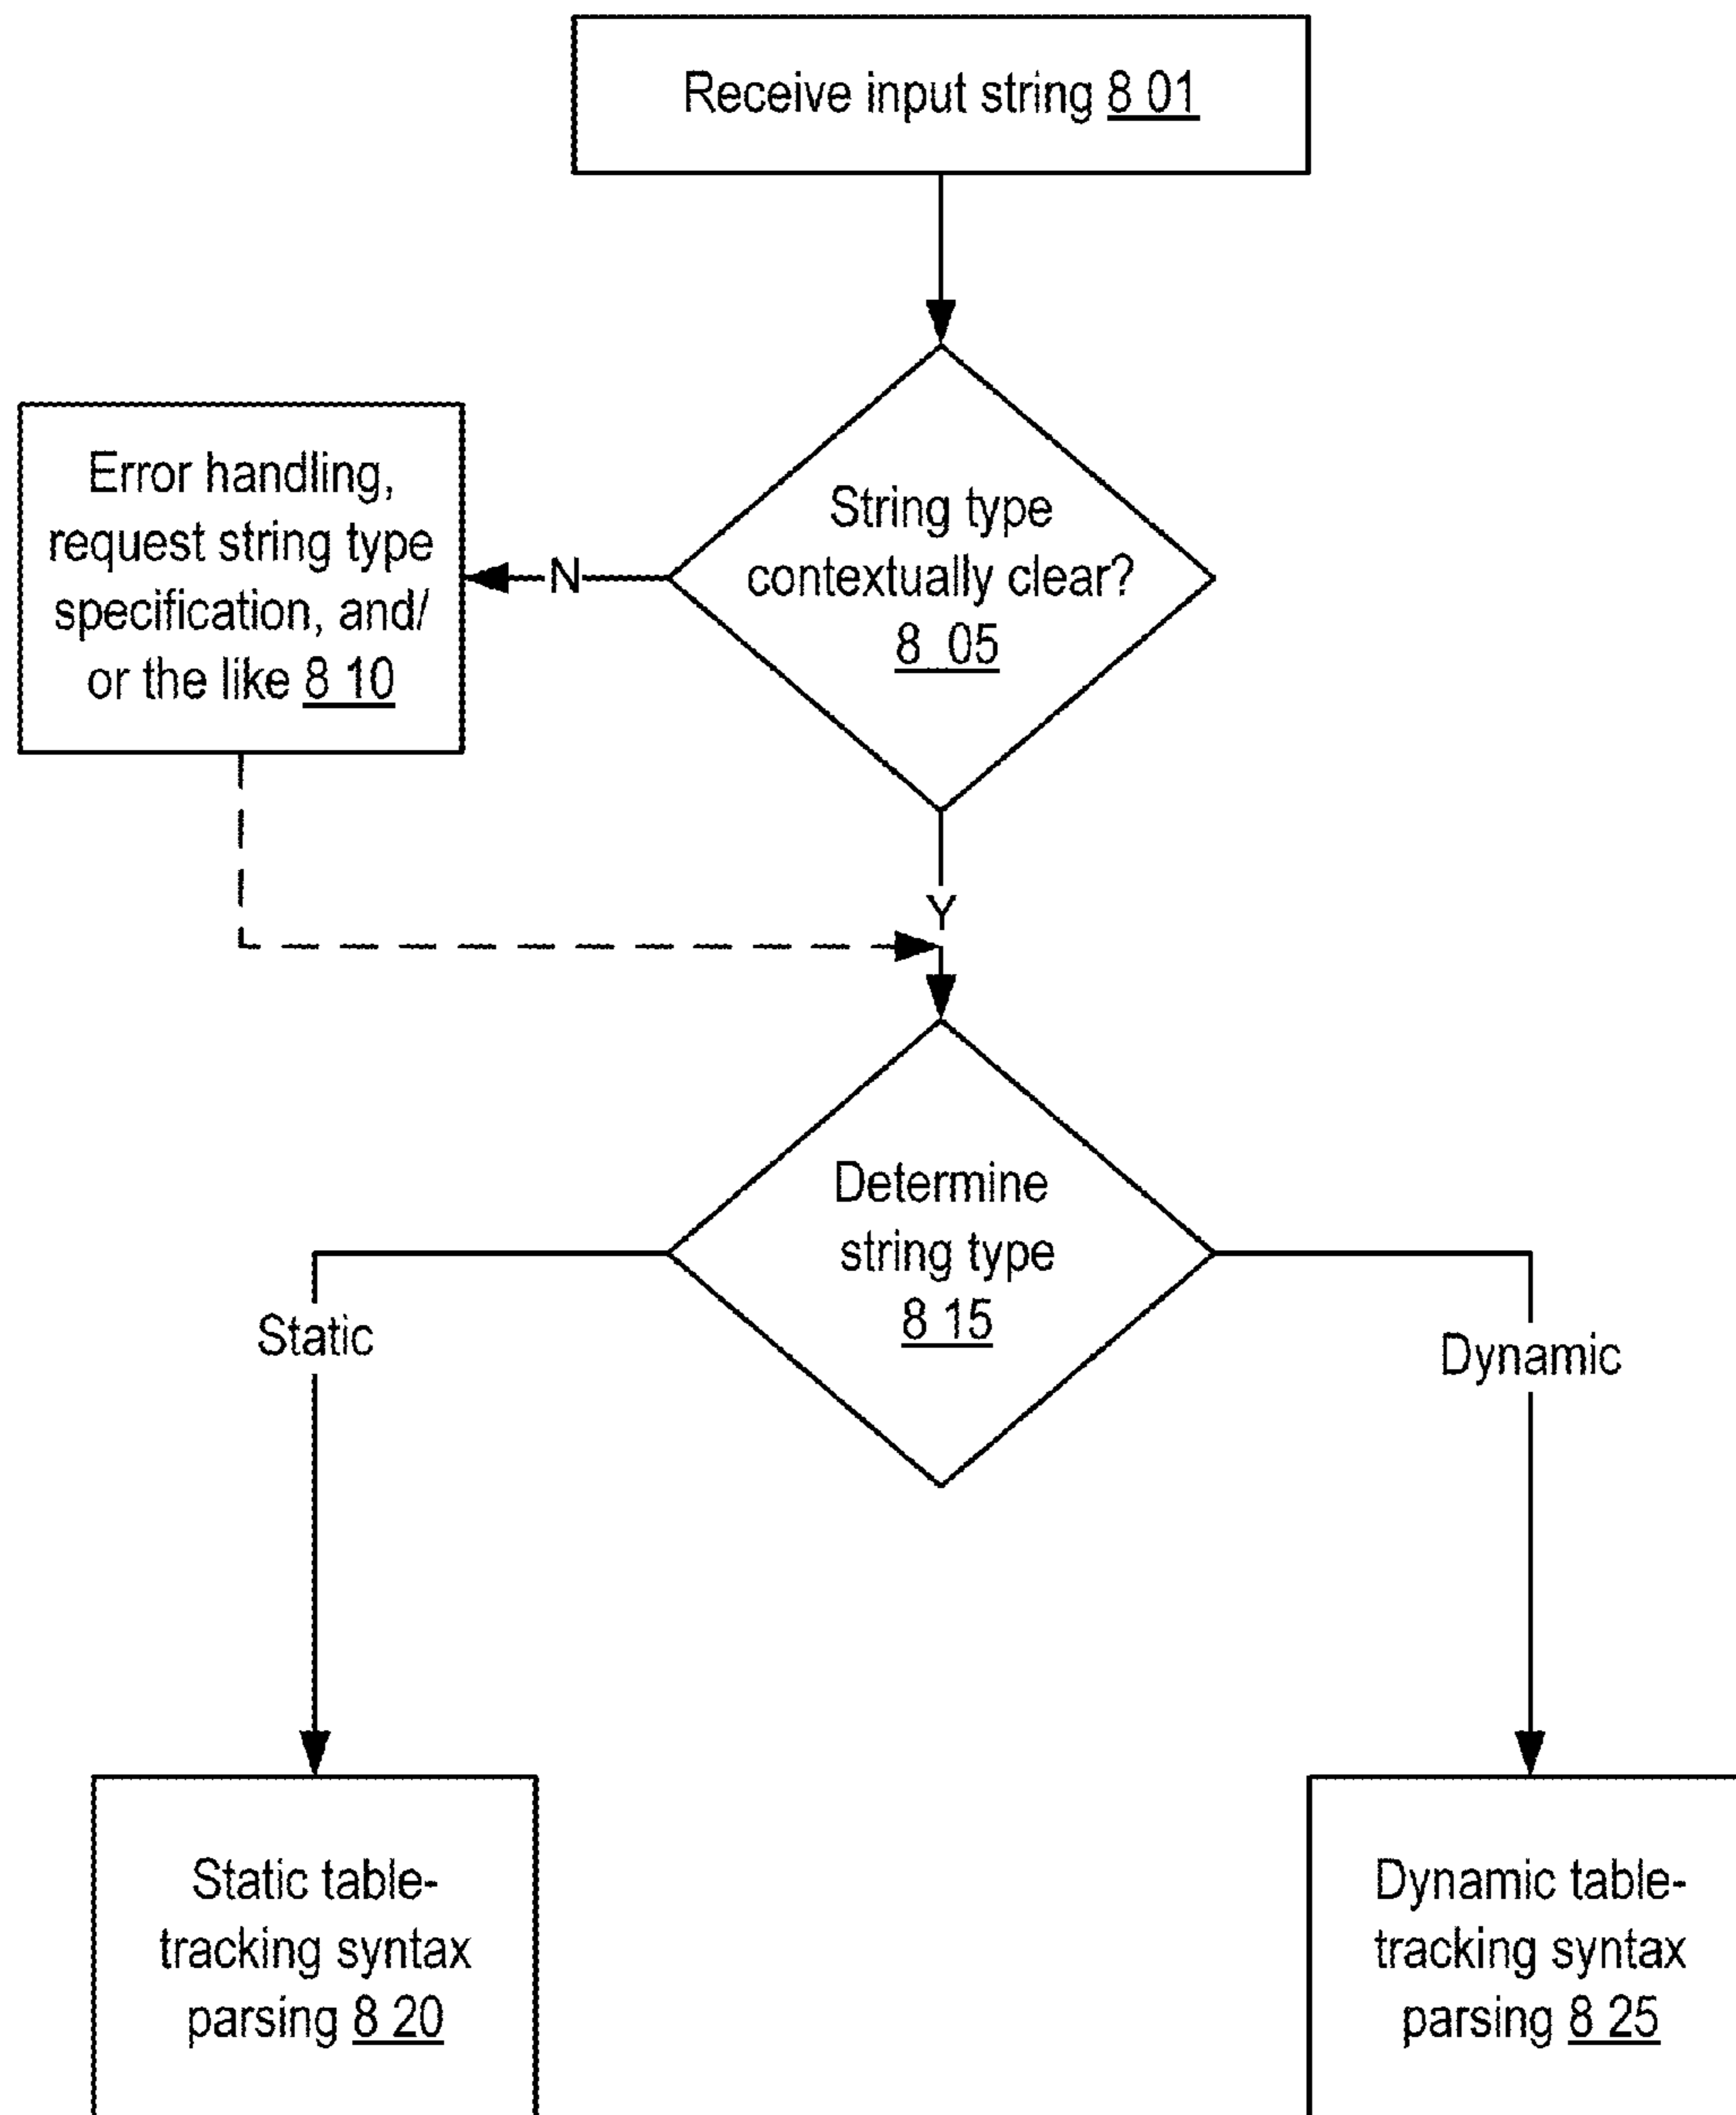 Receive input string 8 01
String type
contextually clear?
8 05
N
Error handling,
request string type
specification, and/
or the like 8 10
Y
Determine
string type
8 15
Static
Dynamic
Static table-
tracking syntax
parsing 8 20
Dynamic table-
tracking syntax
parsing 8 25